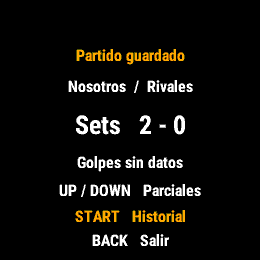 Partido guardado
Nosotros / Rivales
Sets 2 - 0
Golpes sin datos
UP / DOWN Parciales
START Historial
BACK Salir